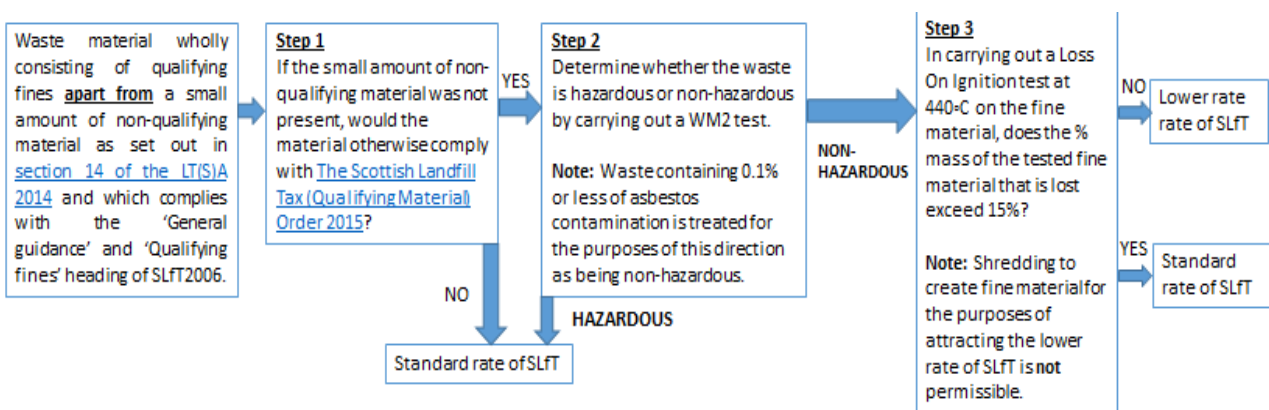 Waste material wholly
consisting of qualifying
fines apart from a small
amount of non-qualifying
material as set out in
section 14 of the LT(S)A
2014 and which complies
with the ‘General
guidance’ and ‘Qualifying
fines’ heading of SLfT2006.
Step 1
If the small amount of non-
qualifying material was not
present, would the
material otherwise comply
with The Scottish Landfill
Tax (Qualifying Material)
Order 2015?
YES
NO
Step 2
Determine whether the waste
is hazardous or non-hazardous
by carrying out a WM2 test.
Note: Waste containing 0.1%
or less of asbestos
contamination is treated for
the purposes of this direction
as being non-hazardous.
HAZARDOUS
Standard rate of SLfT
NON-
HAZARDOUS
Step 3
In carrying out a Loss
On Ignition test at
440ºC on the fine
material, does the %
mass of the tested fine
material that is lost
exceed 15%?
Note: Shredding to
create fine material for
the purposes of
attracting the lower
rate of SLfT is not
permissible.
NO
Lower rate
rate of SLfT
YES
Standard
rate of SLfT